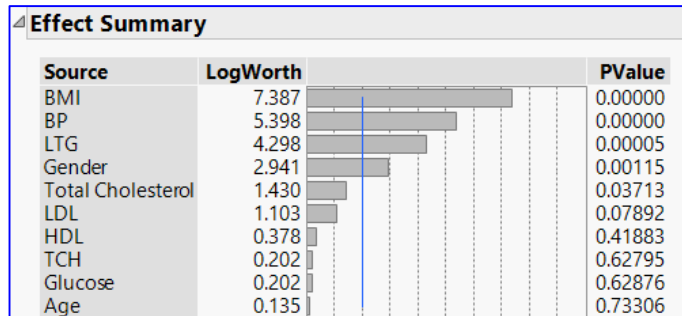 Effect Summary
Source LogWorth PValue
BMI 7.387 0.00000
BP 5.398 0.00000
LTG 4.298 0.00005
Gender 2.941 0.00115
Total Cholesterol 1.430 0.03713
LDL 1.103 0.07892
HDL 0.378 0.41883
TCH 0.202 0.62795
Glucose 0.202 0.62876
Age 0.135 0.73306